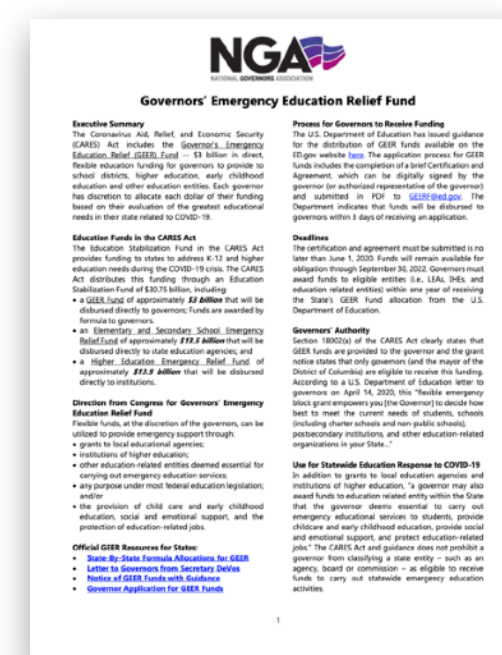 NGA
NATIONAL GOVERNORS ASSOCIATION
Governors' Emergency Education Relief Fund
Executive Summary
The Coronavirus Aid, Relief, and Economic Security
(CARES) Act includes the Governor's Emergency
Education Relief (GEER) Fund -- $3 billion in direct,
flexible education funding for governors to provide to
school districts, higher education, early childhood
education and other education entities. Each governor
has discretion to allocate each dollar of their funding
based on their evaluation of the greatest educational
needs in their state related to COVID-19.
Education Funds in the CARES Act
The Education Stabilization Fund in the CARES Act
provides funding to states to address K-12 and higher
education needs during the COVID-19 crisis. The CARES
Act distributes this funding through an Education
Stabilization Fund of $30.75 billion, including:
• a GEER Fund of approximately $3 billion that will be
disbursed directly to governors; Funds are awarded by
formula to governors.
• an Elementary and Secondary School Emergency
Relief Fund of approximately $13.5 billion that will be
disbursed directly to state education agencies; and
• a Higher Education Emergency Relief Fund of
approximately $13.9 billion that will be disbursed
directly to institutions.
Direction from Congress for Governors' Emergency
Education Relief Fund
Flexible funds, at the discretion of the governors, can be
utilized to provide emergency support through:
• grants to local educational agencies;
• institutions of higher education;
• other education-related entities deemed essential for
carrying out emergency education services;
• any purpose under most federal education legislation;
and/or
• the provision of child care and early childhood
education, social and emotional support, and the
protection of education-related jobs.
Official GEER Resources for States:
• State-By-State Formula Allocations for GEER
• Letter to Governors from Secretary DeVos
• Notice of GEER Funds with Guidance
• Governor Application for GEER Funds
Process for Governors to Receive Funding
The U.S. Department of Education has issued guidance
for the distribution of GEER funds available on the
ED.gov website here. The application process for GEER
funds includes the completion of a brief Certification and
Agreement, which can be digitally signed by the
governor (or authorized representative of the governor)
and submitted in PDF to GEERF@ed.gov. The
Department indicates that funds will be disbursed to
governors within 3 days of receiving an application.
Deadlines
The certification and agreement must be submitted no
later than June 1, 2020. Funds will remain available for
obligation through September 30, 2022. Governors must
award funds to eligible entities (i.e., LEAs, IHEs, and
education related entities) within one year of receiving
the State's GEER Fund allocation from the U.S.
Department of Education.
Governors' Authority
Section 18002(a) of the CARES Act clearly states that
GEER funds are provided to the governor and the grant
notice states that only governors (and the mayor of the
District of Columbia) are eligible to receive this funding.
According to a U.S. Department of Education letter to
governors on April 14, 2020, this "flexible emergency
block grant empowers you [the Governor] to decide how
best to meet the current needs of students, schools
(including charter schools and non-public schools),
postsecondary institutions, and other education-related
organizations in your State..."
Use for Statewide Education Response to COVID-19
In addition to grants to local education agencies and
institutions of higher education, "a governor may also
award funds to education related entity within the State
that the governor deems essential to carry out
emergency educational services to students, provide
childcare and early childhood education, provide social
and emotional support, and protect education-related
jobs." The CARES Act and guidance does not prohibit a
governor from classifying a state entity – such as an
agency, board or commission – as eligible to receive
funds to carry out statewide emergency education
activities.
1